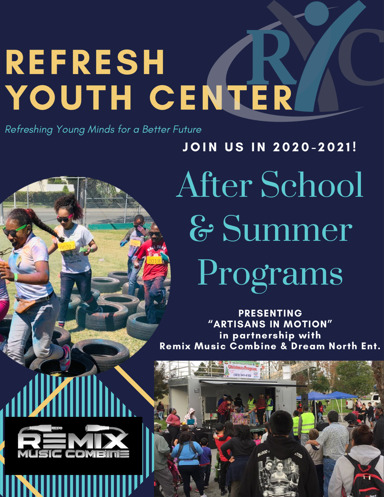 RYC
REFRESH
YOUTH CENTER
Refreshing Young Minds for a Better Future
JOIN US IN 2020-2021!
After School
& Summer
Programs
PRESENTING
“ARTISANS IN MOTION”
in partnership with
Remix Music Combine & Dream North Ent.
REMIX
MUSIC COMBINE